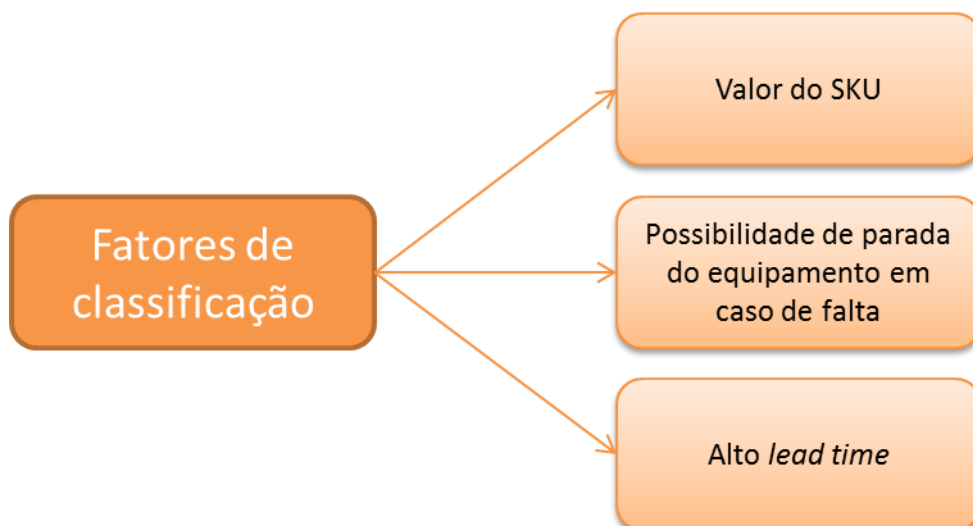 Fatores de
classificação
Valor do SKU
Possibilidade de parada
do equipamento em
caso de falta
Alto lead time